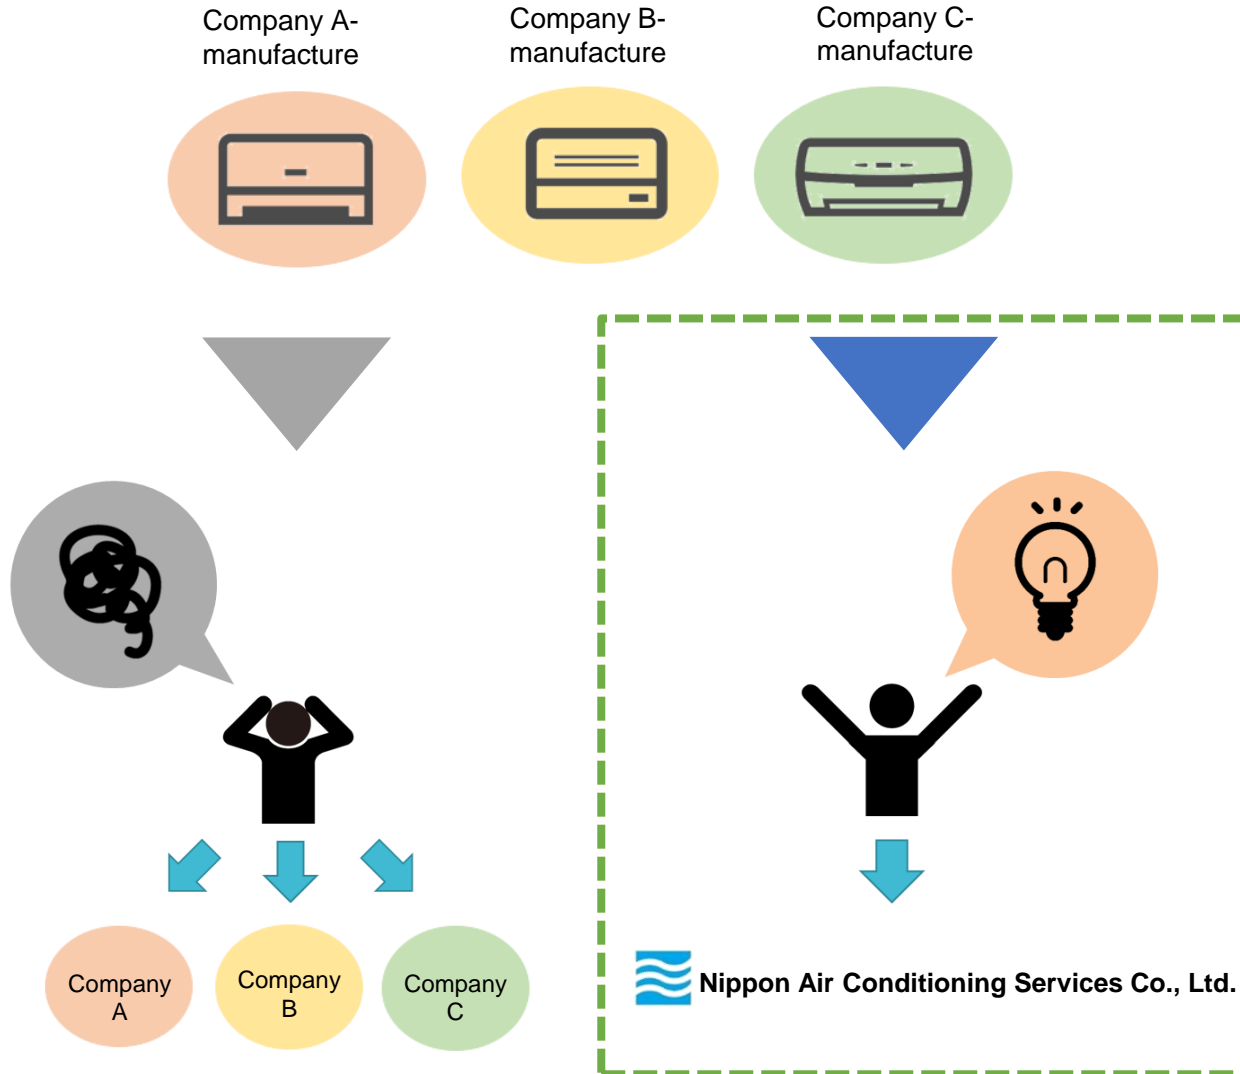 Company A-
manufacture
Company B-
manufacture
Company C-
manufacture
Company
A
Company
B
Company
C
Nippon Air Conditioning Services Co., Ltd.